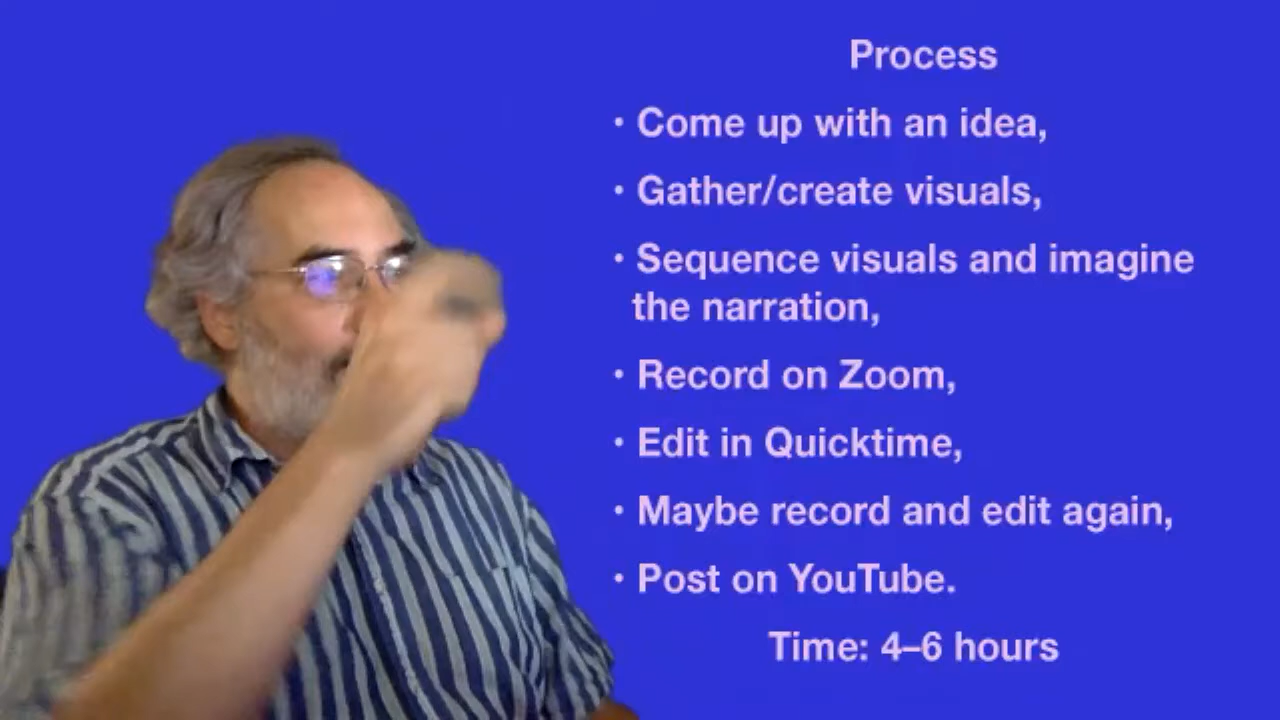 Process
· Come up with an idea,
· Gather/create visuals,
· Sequence visuals and imagine
the narration,
· Record on Zoom,
· Edit in Quicktime,
· Maybe record and edit again,
· Post on YouTube.
Time: 4–6 hours